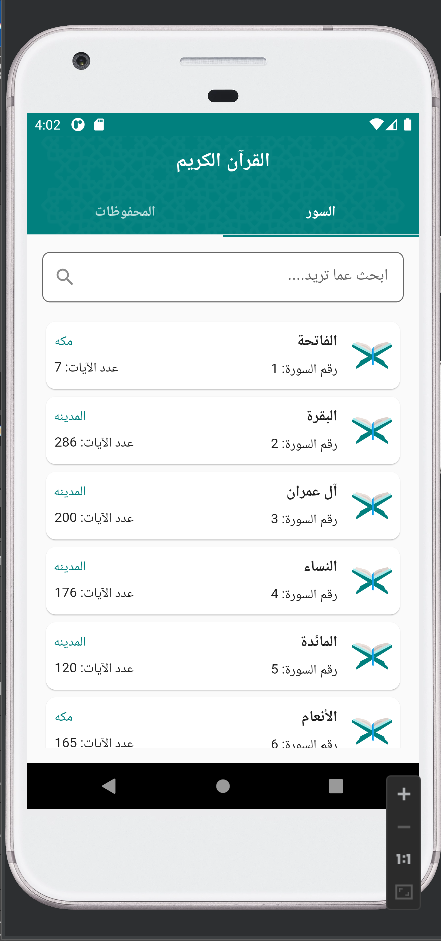 4:02
القرآن الكريم
السور
المحفوظات
ابحث عما تريد....
الفاتحة
مكه
رقم السورة: 1
عدد الآيات: 7
البقرة
المدينه
رقم السورة: 2
عدد الآيات: 286
آل عمران
المدينه
رقم السورة: 3
عدد الآيات: 200
النساء
المدينه
رقم السورة: 4
عدد الآيات: 176
المائدة
المدينه
رقم السورة: 5
عدد الآيات: 120
الأنعام
مكه
رقم السورة: 6
عدد الآيات: 165
1:1